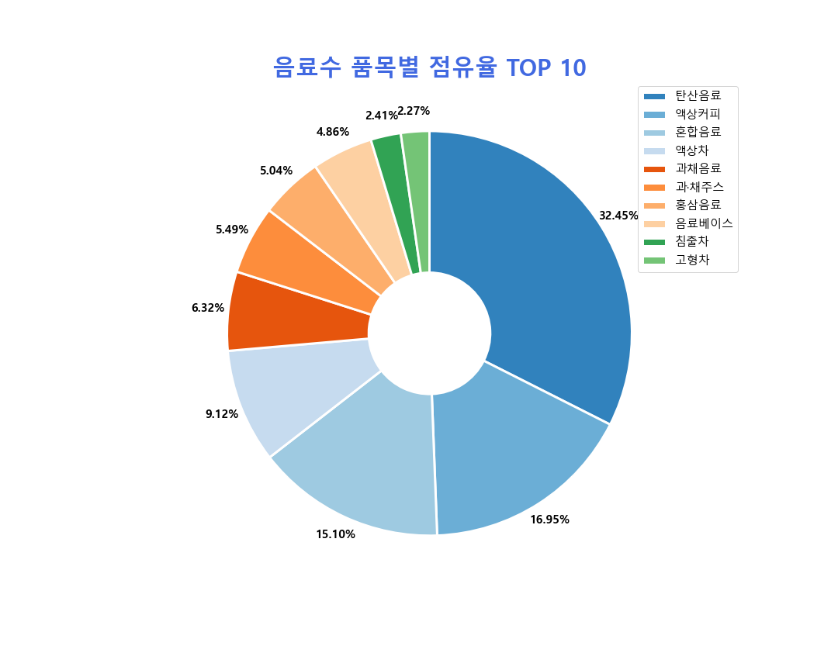 음료수 품목별 점유율 TOP 10
탄산음료
액상커피
혼합음료
액상차
과채음료
과·채주스
홍삼음료
음료베이스
침출차
고형차
32.45%
16.95%
15.10%
9.12%
6.32%
5.49%
5.04%
4.86%
2.41%
2.27%